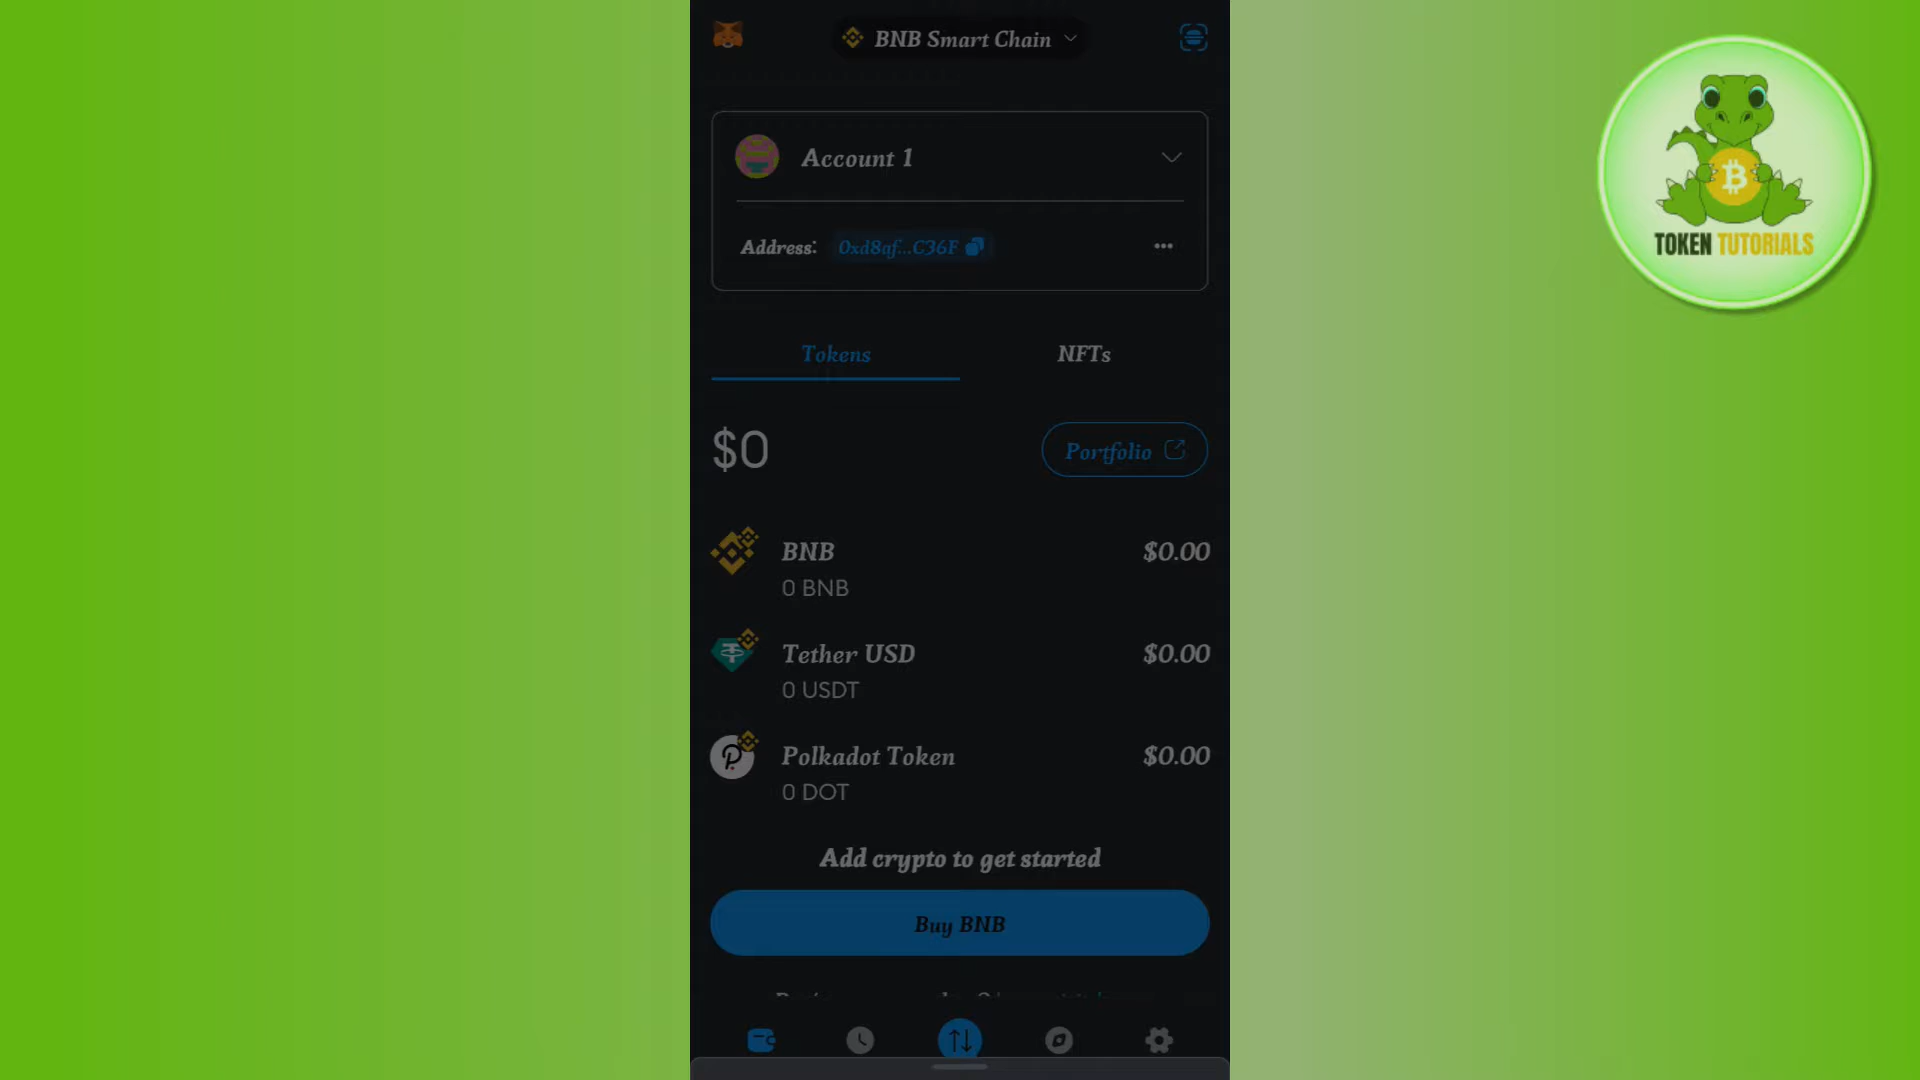 BNB Smart Chain
Account 1
Address: 0xd8af...C36F
Tokens NFTs
$0
Portfolio
BNB $0.00
0 BNB
Tether USD $0.00
0 USDT
Polkadot Token $0.00
0 DOT
Add crypto to get started
Buy BNB
TOKEN TUTORIALS